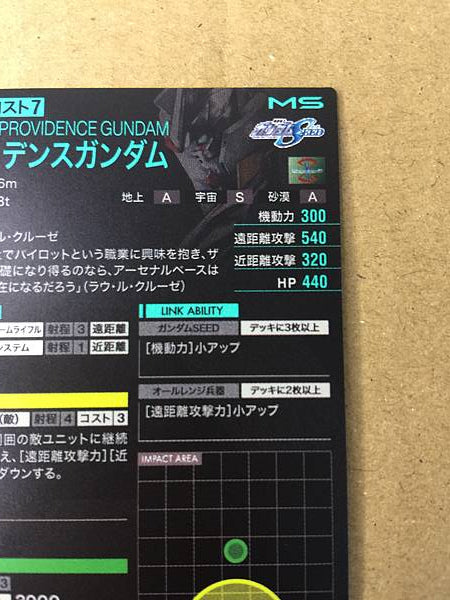 コスト7
MS
PROVIDENCE GUNDAM
デンスガンダム
6m
8t
地上 A 宇宙 S 砂漠 A
機動力 300
遠距離攻撃 540
近距離攻撃 320
HP 440
ル・クルーゼ
でパイロットという職業に興味を抱き、ザ
礎になり得るのなら、アーセナルベースは
在になるだろう」（ラウ・ル・クルーゼ）
LINK ABILITY
ームライフル 射程 3 遠距離
ステム 射程 1 近距離
ガンダムSEED デッキに3枚以上
[機動力]小アップ
オールレンジ兵器 デッキに2枚以上
[遠距離攻撃力]小アップ
(敵) 射程 4 コスト 3
囲の敵ユニットに継続
え、[遠距離攻撃力][近
ダウンする。
IMPACT AREA
3
3000